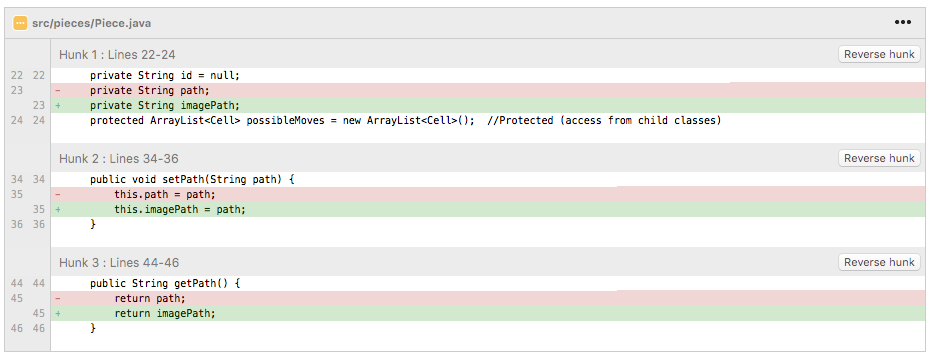 src/pieces/Piece.java •••
Hunk 1 : Lines 22-24 Reverse hunk
22 22 private String id = null;
23 - private String path;
23 + private String imagePath;
24 24 protected ArrayList<Cell> possibleMoves = new ArrayList<Cell>(); //Protected (access from child classes)
Hunk 2 : Lines 34-36 Reverse hunk
34 34 public void setPath(String path) {
35 - this.path = path;
35 + this.imagePath = path;
36 36 }
Hunk 3 : Lines 44-46 Reverse hunk
44 44 public String getPath() {
45 - return path;
45 + return imagePath;
46 46 }